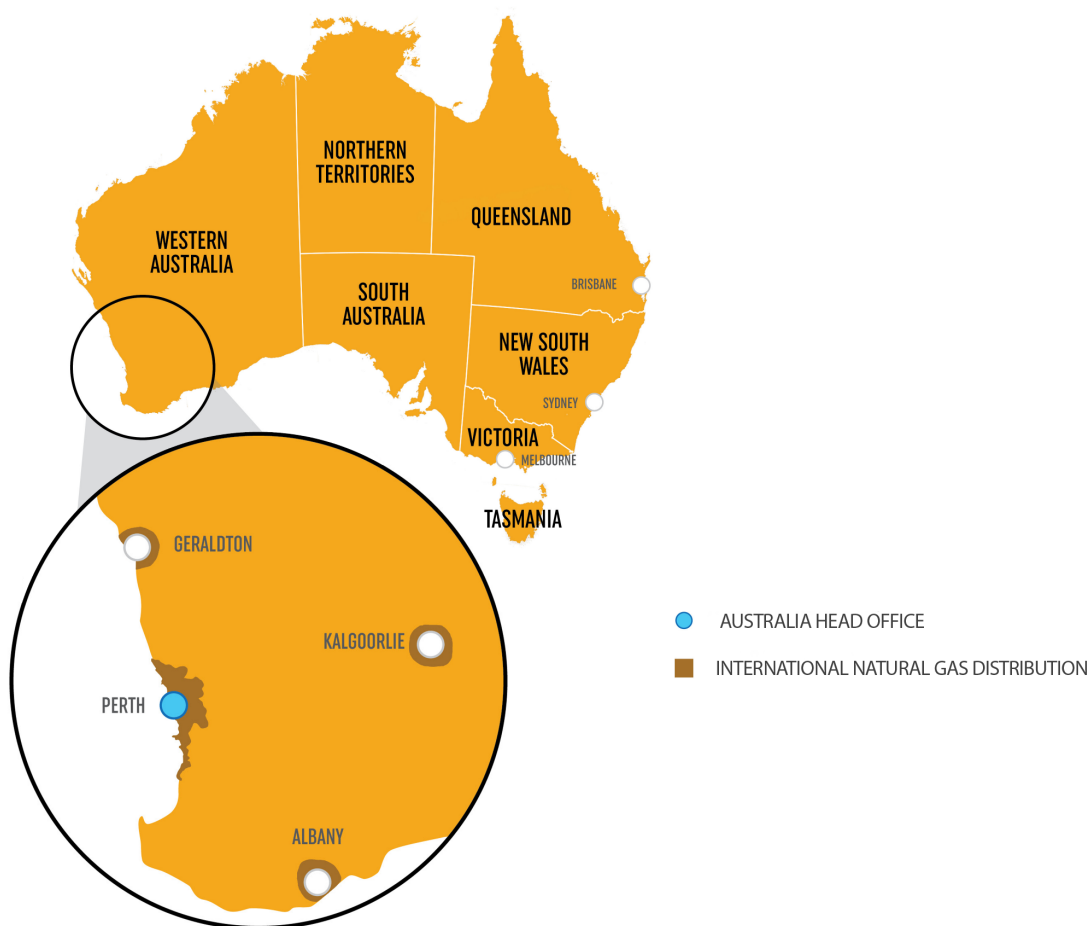 NORTHERN
TERRITORIES
QUEENSLAND
WESTERN
AUSTRALIA
BRISBANE
SOUTH
AUSTRALIA
NEW SOUTH
WALES
SYDNEY
VICTORIA
MELBOURNE
TASMANIA
GERALDTON
KALGOORLIE
PERTH
ALBANY
AUSTRALIA HEAD OFFICE
INTERNATIONAL NATURAL GAS DISTRIBUTION